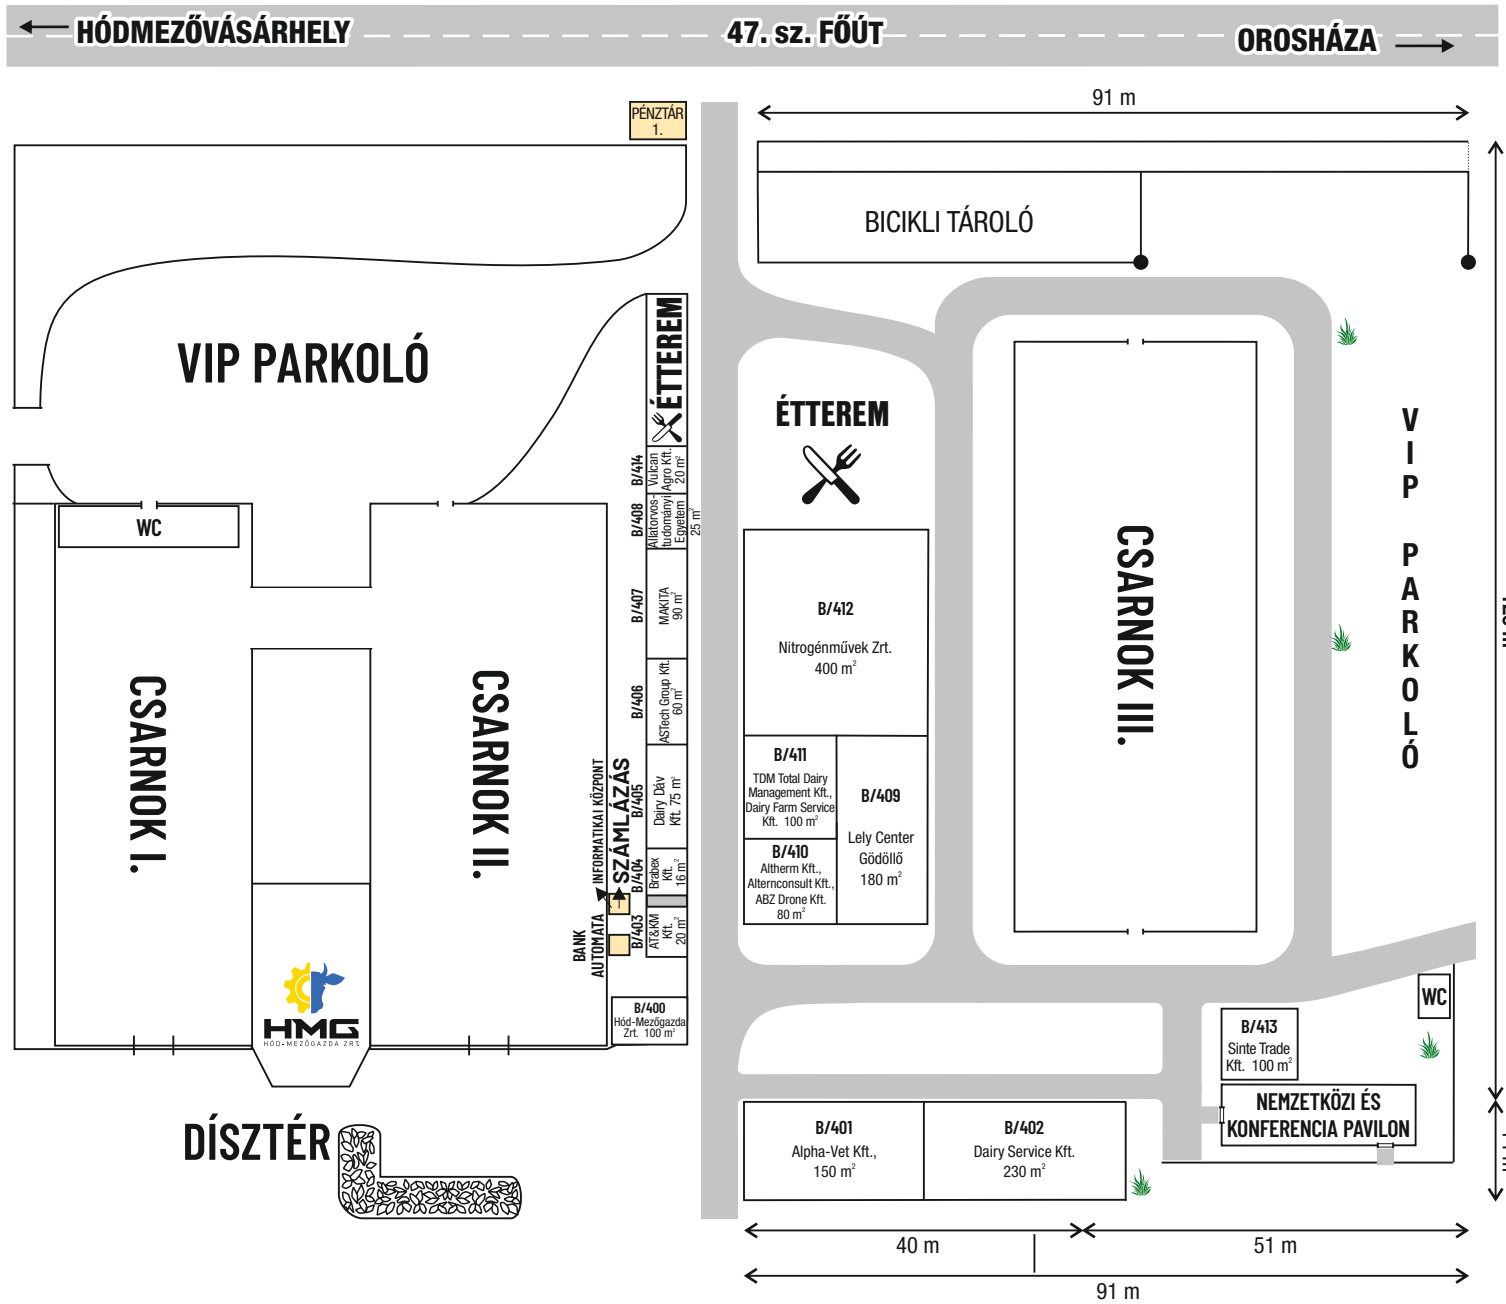 HÓDMEZŐVÁSÁRHELY
47. sz. FŐÚT
OROSHÁZA
PÉNZTÁR
1.
91 m
BICIKLI TÁROLÓ
VIP PARKOLÓ
ÉTTEREM
B/414
Vulcan
Agro Kft.
20 m²
B/408
Állatorvos-
tudományi
Egyetem
25 m²
B/407
MAKITA
90 m²
B/406
ASTech Group Kft.
60 m²
B/405
Dairy Dáv
Kft. 75 m²
B/404
Brabex
Kft.
16 m²
B/403
AT&KM
Kft.
20 m²
INFORMATIKAI KÖZPONT
SZÁMLÁZÁS
BANK
AUTOMATA
B/400
Hód-Mezőgazda
Zrt. 100 m²
WC
CSARNOK I.
CSARNOK II.
HMG
HÓD-MEZŐGAZDA ZRT.
DÍSZTÉR
ÉTTEREM
B/412
Nitrogénművek Zrt.
400 m²
B/411
TDM Total Dairy
Management Kft.,
Dairy Farm Service
Kft. 100 m²
B/409
Lely Center
Gödöllő
180 m²
B/410
Altherm Kft.,
Alternconsult Kft.,
ABZ Drone Kft.
80 m²
CSARNOK III.
VIP PARKOLÓ
WC
B/413
Sinte Trade
Kft. 100 m²
NEMZETKÖZI ÉS
KONFERENCIA PAVILON
B/401
Alpha-Vet Kft.,
150 m²
B/402
Dairy Service Kft.
230 m²
40 m
51 m
91 m